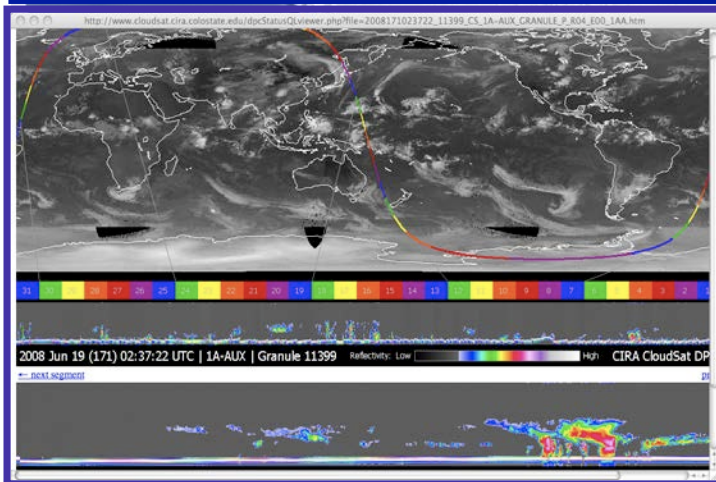 http://www.cloudsat.cira.colostate.edu/dpcStatusQLviewer.php?file=2008171023722_11399_CS_1A-AUX_GRANULE_P_R04_E00_1AA.htm
31 30 28 27 26 25 24 23 22 21 20 19 18 16 15 14 13 12 11 10 9 8 7 6 5 4 3 2 1
2008 Jun 19 (171) 02:37:22 UTC | 1A-AUX | Granule 11399 Reflectivity: Low High CIRA CloudSat DP
← next segment pr